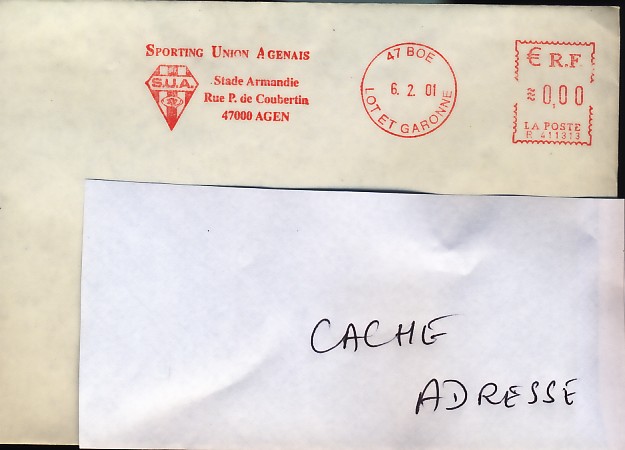 SPORTING UNION AGENAIS
S.U.A.
Stade Armandie
Rue P. de Coubertin
47000 AGEN
47 BOE
6. 2. 01
LOT ET GARONNE
€ R.F
≈ 0,00
LA POSTE
R 411313
CACHE
ADRESSE